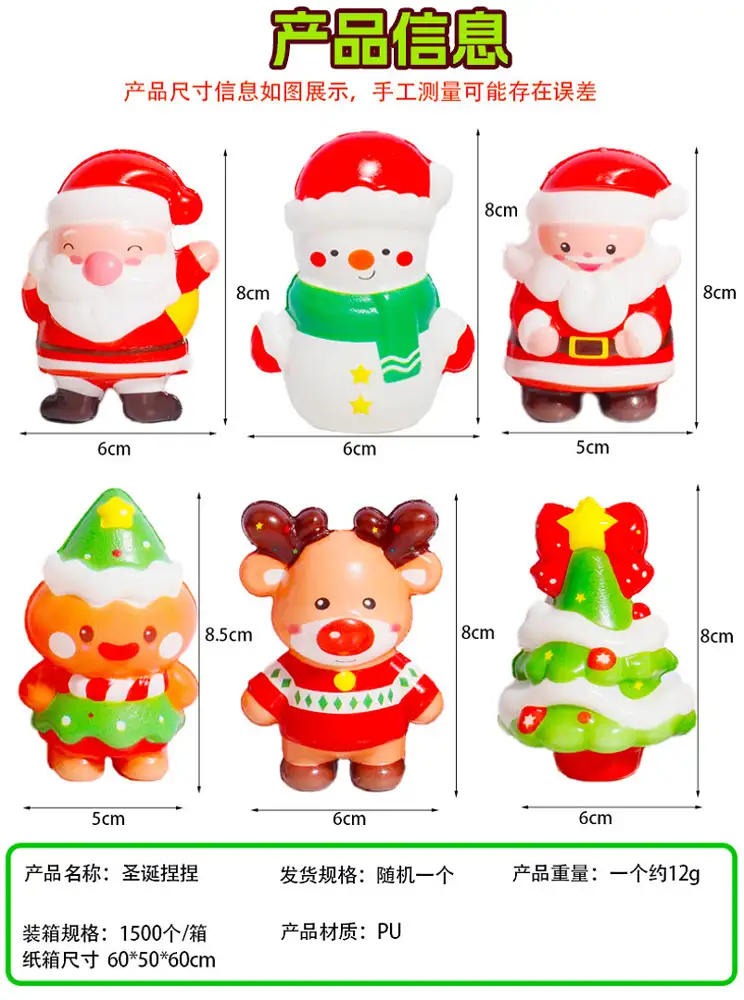 产品信息
产品尺寸信息如图展示，手工测量可能存在误差
8cm
6cm
8cm
6cm
8cm
5cm
8.5cm
5cm
8cm
6cm
8cm
6cm
产品名称：圣诞捏捏
发货规格：随机一个
产品重量：一个约12g
装箱规格：1500个/箱
产品材质：PU
纸箱尺寸 60*50*60cm